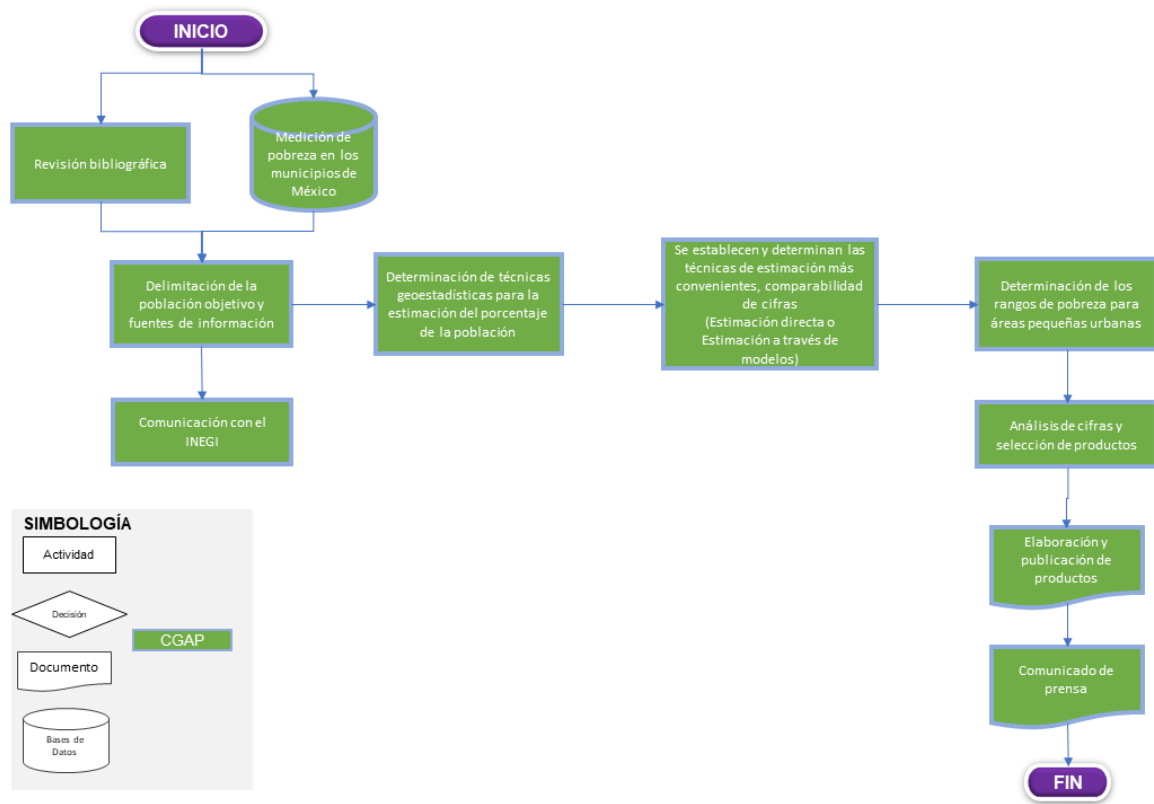 INICIO
Revisión bibliográfica
Medición de
pobreza en los
municipios de
México
Delimitación de la
población objetivo y
fuentes de información
Determinación de técnicas
geoestadísticas para la
estimación del porcentaje
de la población
Se establecen y determinan las
técnicas de estimación más
convenientes, comparabilidad de
cifras
(Estimación directa o
Estimación a través de
modelos)
Determinación de los
rangos de pobreza para
áreas pequeñas urbanas
Comunicación con el
INEGI
Análisis de cifras y
selección de productos
Elaboración y
publicación de
productos
Comunicado de
prensa
FIN
SIMBOLOGÍA
Actividad
Decisión
CGAP
Documento
Bases de
Datos